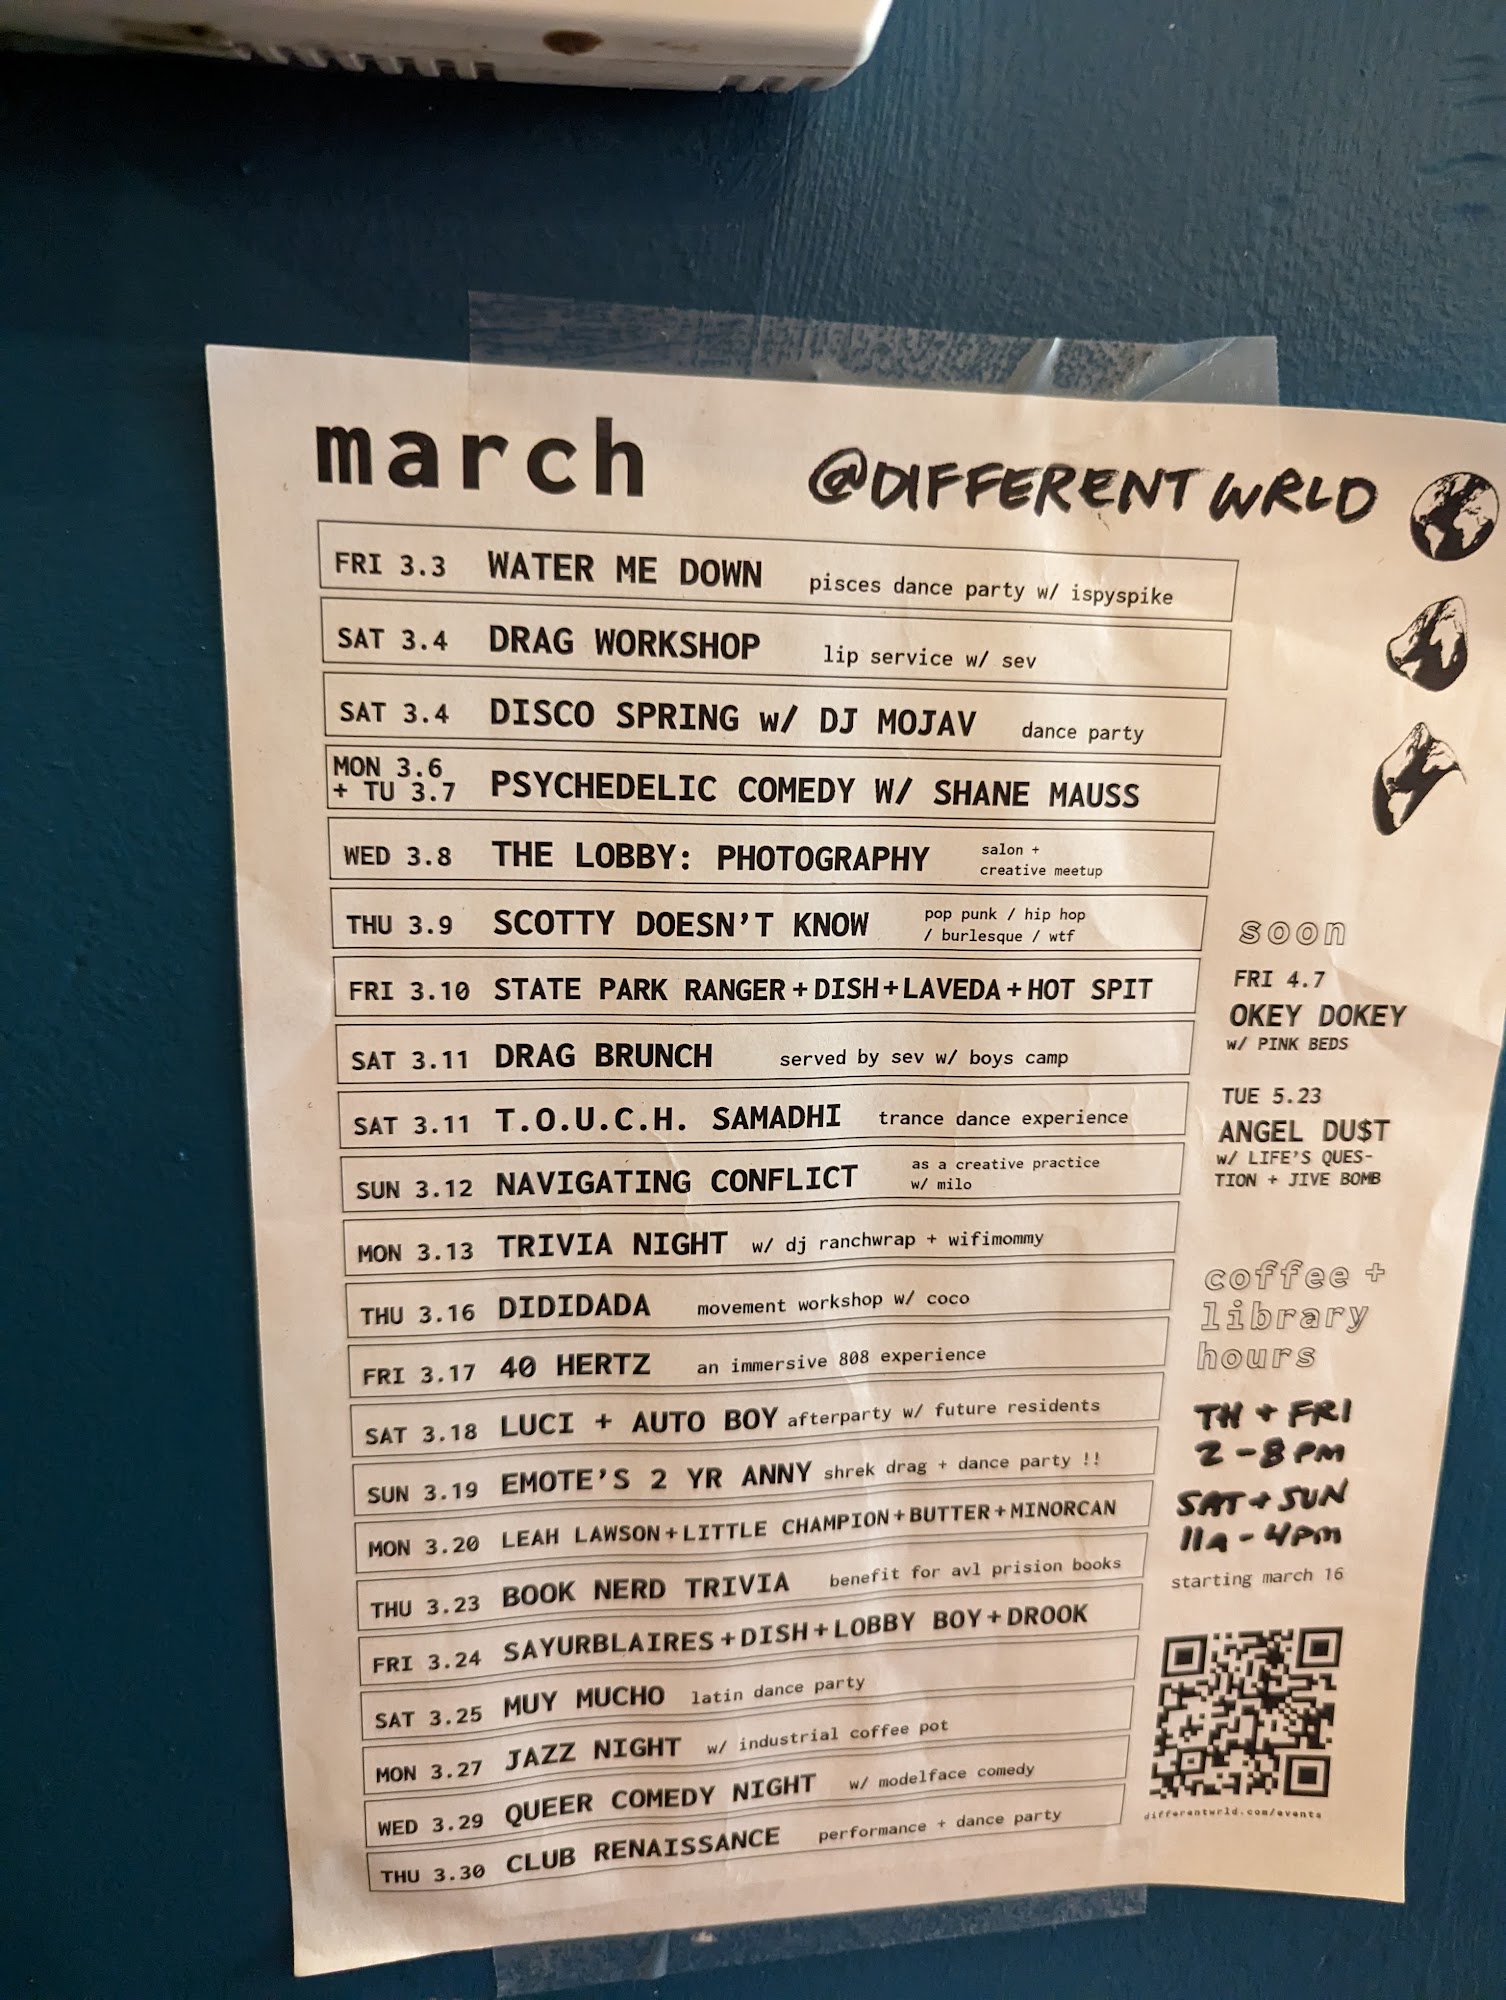 march
@DIFFERENT WRLD
FRI 3.3 WATER ME DOWN pisces dance party w/ ispyspike
SAT 3.4 DRAG WORKSHOP lip service w/ sev
SAT 3.4 DISCO SPRING w/ DJ MOJAV dance party
MON 3.6
+ TU 3.7 PSYCHEDELIC COMEDY W/ SHANE MAUSS
WED 3.8 THE LOBBY: PHOTOGRAPHY salon +
creative meetup
THU 3.9 SCOTTY DOESN'T KNOW pop punk / hip hop
/ burlesque / wtf
FRI 3.10 STATE PARK RANGER+DISH+LAVEDA+HOT SPIT
SAT 3.11 DRAG BRUNCH served by sev w/ boys camp
SAT 3.11 T.O.U.C.H. SAMADHI trance dance experience
SUN 3.12 NAVIGATING CONFLICT as a creative practice
w/ milo
MON 3.13 TRIVIA NIGHT w/ dj ranchwrap + wifimommy
THU 3.16 DIDIDADA movement workshop w/ coco
FRI 3.17 40 HERTZ an immersive 808 experience
SAT 3.18 LUCI + AUTO BOY afterparty w/ future residents
SUN 3.19 EMOTE'S 2 YR ANNY shrek drag + dance party !!
MON 3.20 LEAH LAWSON+LITTLE CHAMPION+BUTTER+MINORCAN
THU 3.23 BOOK NERD TRIVIA benefit for avl prision books
FRI 3.24 SAYURBLAIRES+DISH+LOBBY BOY+DROOK
SAT 3.25 MUY MUCHO latin dance party
MON 3.27 JAZZ NIGHT w/ industrial coffee pot
WED 3.29 QUEER COMEDY NIGHT w/ modelface comedy
THU 3.30 CLUB RENAISSANCE performance + dance party
soon
FRI 4.7
OKEY DOKEY
w/ PINK BEDS
TUE 5.23
ANGEL DU$T
w/ LIFE'S QUES-
TION + JIVE BOMB
coffee +
library
hours
TH + FRI
2-8PM
SAT + SUN
11a-4pm
starting march 16
differentwrld.com/events